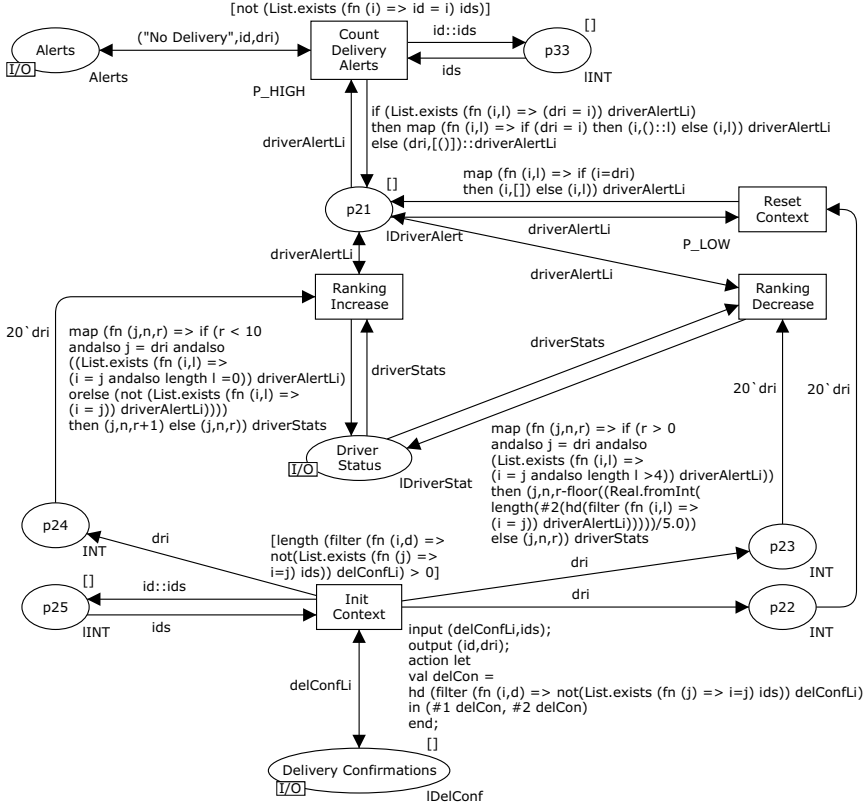 [not (List.exists (fn (i) => id = i) ids)]
Alerts
I/O
Alerts
("No Delivery",id,dri)
Count
Delivery
Alerts
P_HIGH
id::ids
ids
[]
p33
lINT
driverAlertLi
if (List.exists (fn (i,l) => (dri = i)) driverAlertLi)
then map (fn (i,l) => if (dri = i) then (i,()::l) else (i,l)) driverAlertLi
else (dri,[()])::driverAlertLi
[]
p21
lDriverAlert
map (fn (i,l) => if (i=dri)
then (i,[]) else (i,l)) driverAlertLi
driverAlertLi
Reset
Context
P_LOW
driverAlertLi
driverAlertLi
Ranking
Increase
Ranking
Decrease
20`dri
map (fn (j,n,r) => if (r < 10
andalso j = dri andalso
((List.exists (fn (i,l) =>
(i = j andalso length l =0)) driverAlertLi)
orelse (not (List.exists (fn (i,l) =>
(i = j)) driverAlertLi))))
then (j,n,r+1) else (j,n,r)) driverStats
driverStats
driverStats
20`dri
20`dri
Driver
Status
I/O
lDriverStat
map (fn (j,n,r) => if (r > 0
andalso j = dri andalso
(List.exists (fn (i,l) =>
(i = j andalso length l >4)) driverAlertLi))
then (j,n,r-floor((Real.fromInt(
length(#2(hd(filter (fn (i,l) =>
(i = j)) driverAlertLi)))))/5.0))
else (j,n,r)) driverStats
p24
INT
dri
[length (filter (fn (i,d) =>
not(List.exists (fn (j) =>
i=j) ids)) delConfLi) > 0]
dri
p23
INT
[]
p25
lINT
id::ids
ids
Init
Context
dri
p22
INT
input (delConfLi,ids);
output (id,dri);
action let
val delCon =
hd (filter (fn (i,d) => not(List.exists (fn (j) => i=j) ids)) delConfLi)
in (#1 delCon, #2 delCon)
end;
delConfLi
[]
Delivery Confirmations
I/O
lDelConf